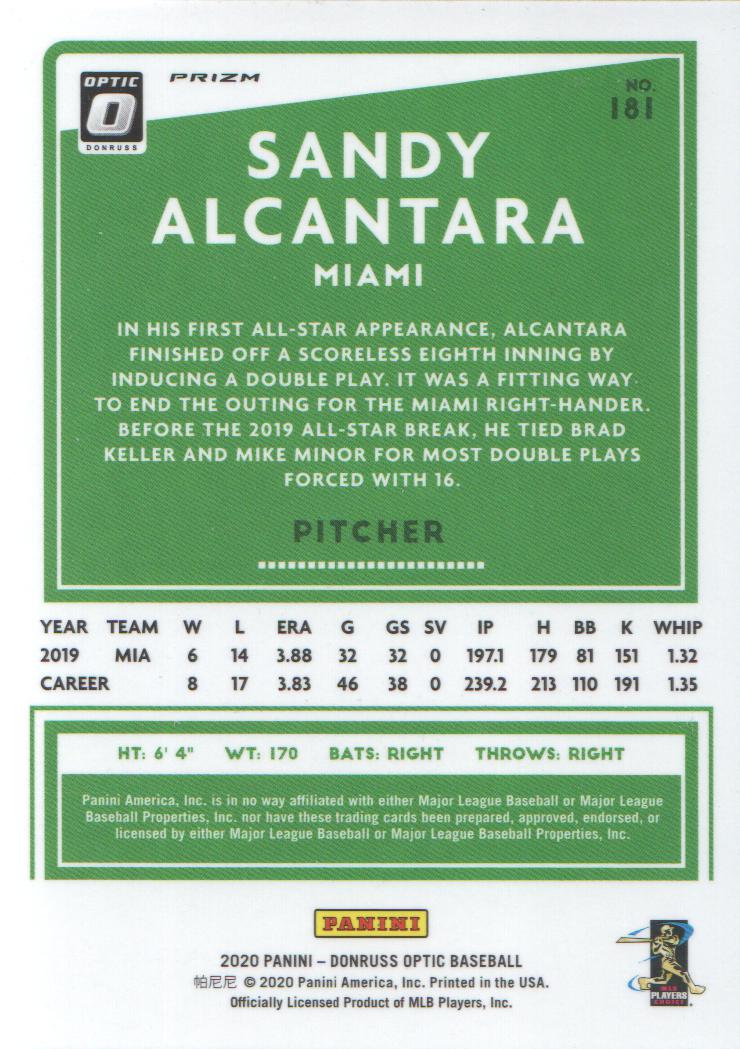 OPTIC
O
DONRUSS
PRIZM
NO.
181
SANDY
ALCANTARA
MIAMI
IN HIS FIRST ALL-STAR APPEARANCE, ALCANTARA
FINISHED OFF A SCORELESS EIGHTH INNING BY
INDUCING A DOUBLE PLAY. IT WAS A FITTING WAY
TO END THE OUTING FOR THE MIAMI RIGHT-HANDER.
BEFORE THE 2019 ALL-STAR BREAK, HE TIED BRAD
KELLER AND MIKE MINOR FOR MOST DOUBLE PLAYS
FORCED WITH 16.
PITCHER
YEAR TEAM W L ERA G GS SV IP H BB K WHIP
2019 MIA 6 14 3.88 32 32 0 197.1 179 81 151 1.32
CAREER 8 17 3.83 46 38 0 239.2 213 110 191 1.35
HT: 6' 4" WT: 170 BATS: RIGHT THROWS: RIGHT
Panini America, Inc. is in no way affiliated with either Major League Baseball or Major League
Baseball Properties, Inc. nor have these trading cards been prepared, approved, endorsed, or
licensed by either Major League Baseball or Major League Baseball Properties, Inc.
PANINI
2020 PANINI – DONRUSS OPTIC BASEBALL
帕尼尼 © 2020 Panini America, Inc. Printed in the USA.
Officially Licensed Product of MLB Players, Inc.
MLB
PLAYERS
CHOICE